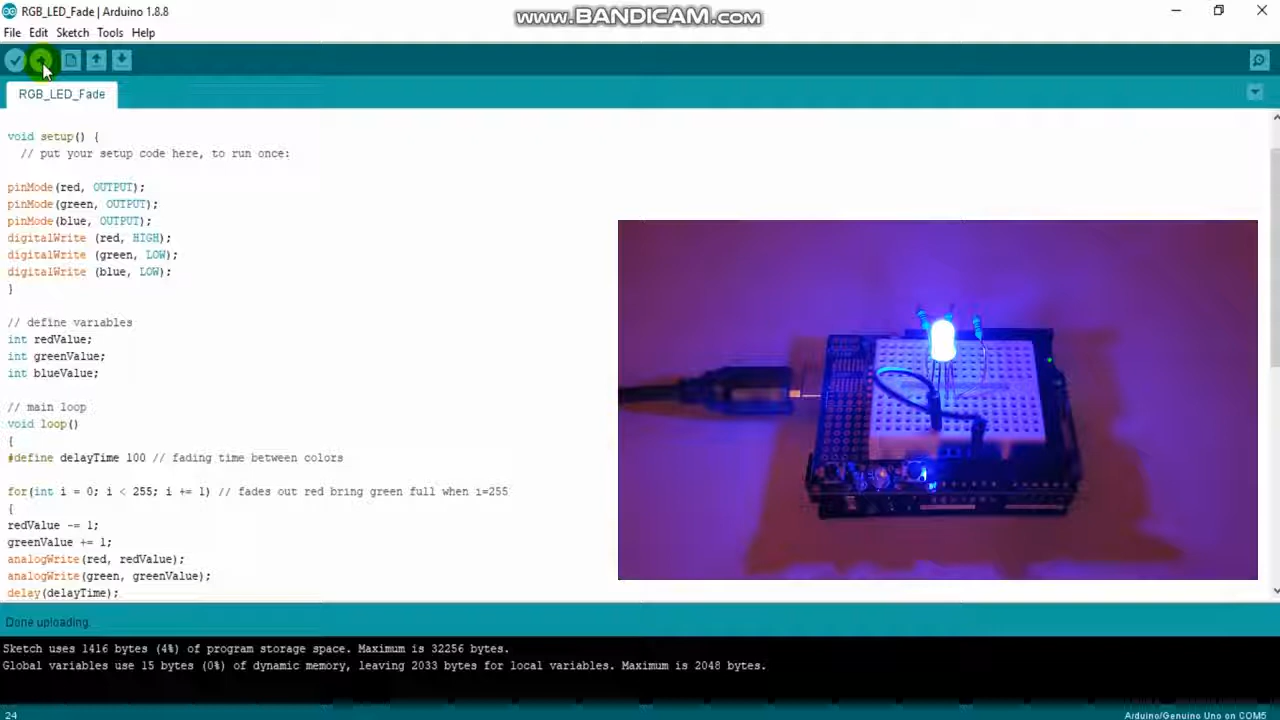 RGB_LED_Fade | Arduino 1.8.8
www.BANDICAM.com
File Edit Sketch Tools Help
RGB_LED_Fade
void setup() {
// put your setup code here, to run once:
pinMode(red, OUTPUT);
pinMode(green, OUTPUT);
pinMode(blue, OUTPUT);
digitalWrite (red, HIGH);
digitalWrite (green, LOW);
digitalWrite (blue, LOW);
}
// define variables
int redValue;
int greenValue;
int blueValue;
// main loop
void loop()
{
#define delayTime 100 // fading time between colors
for(int i = 0; i < 255; i += 1) // fades out red bring green full when i=255
{
redValue -= 1;
greenValue += 1;
analogWrite(red, redValue);
analogWrite(green, greenValue);
delay(delayTime);
Done uploading.
Sketch uses 1416 bytes (4%) of program storage space. Maximum is 32256 bytes.
Global variables use 15 bytes (0%) of dynamic memory, leaving 2033 bytes for local variables. Maximum is 2048 bytes.
24
Arduino/Genuino Uno on COM5